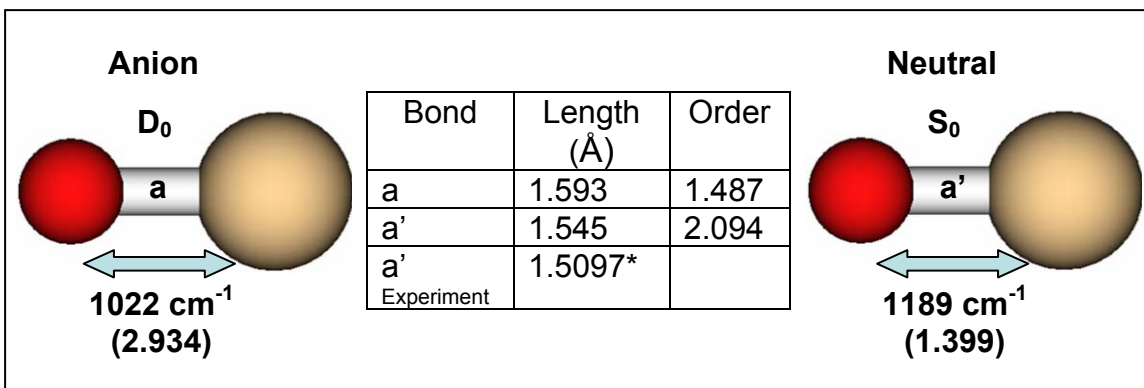 Anion
D₀
a
1022 cm⁻¹
(2.934)
Bond Length (Å) Order
a 1.593 1.487
a’ 1.545 2.094
a’ Experiment 1.5097*
Neutral
S₀
a’
1189 cm⁻¹
(1.399)